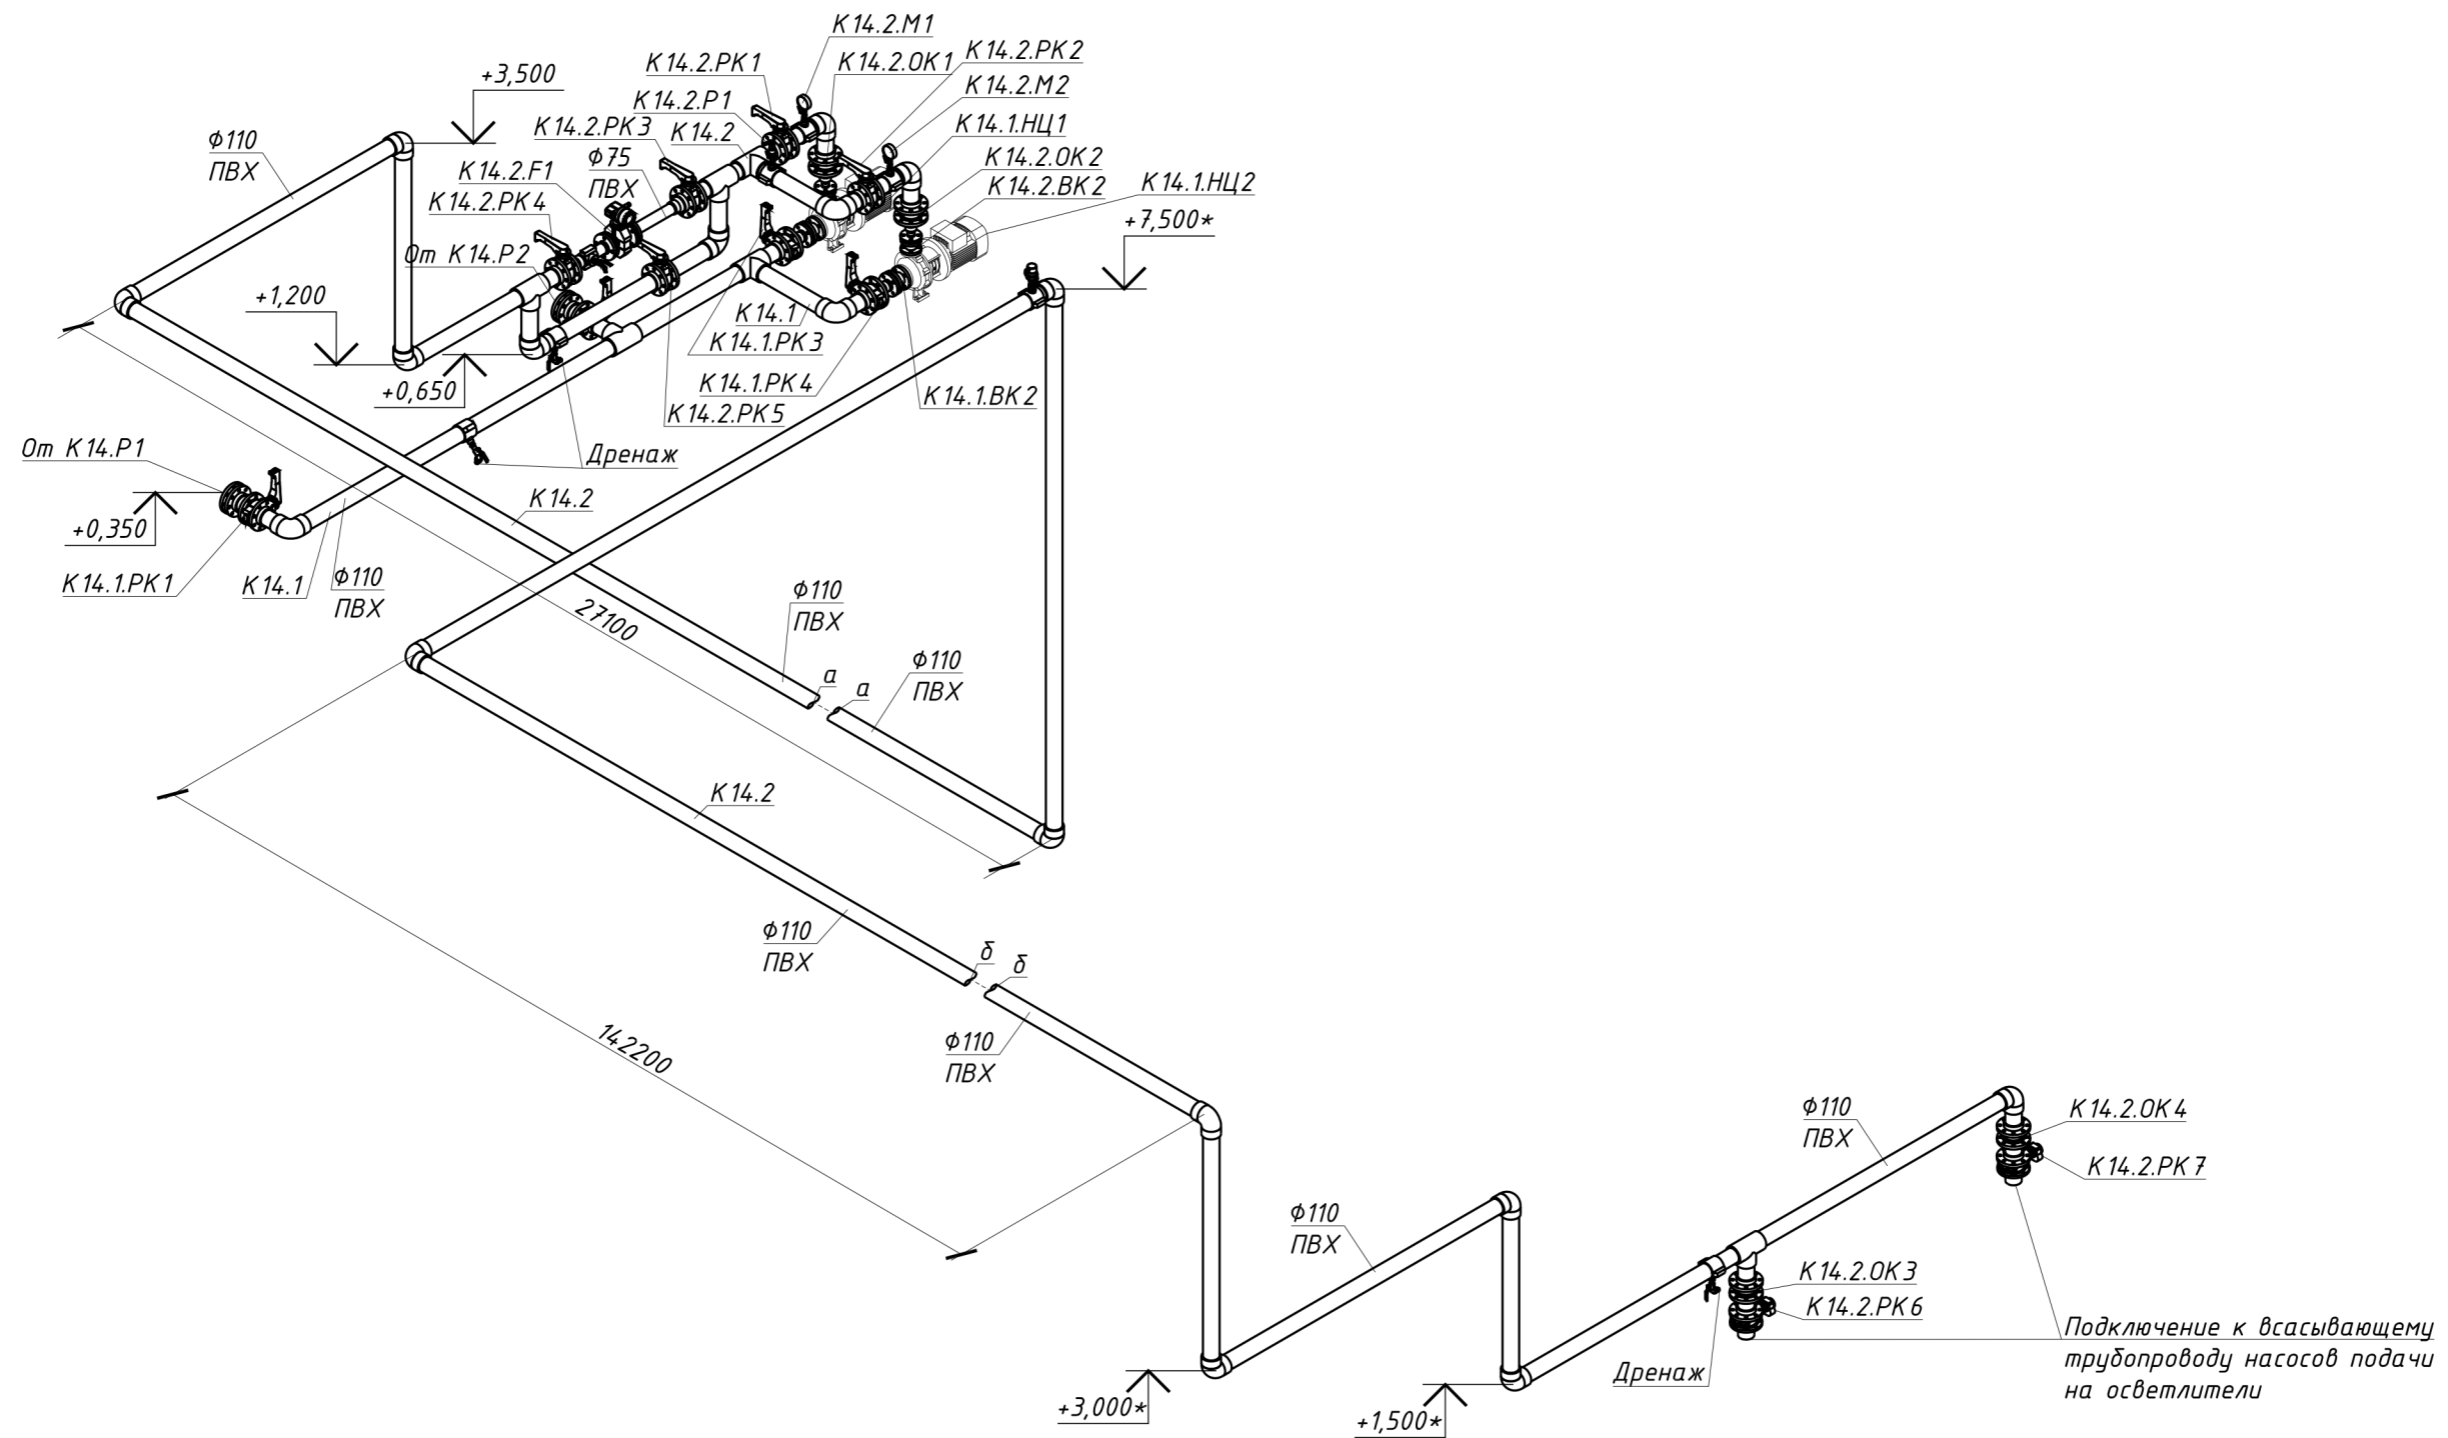 К14.2.М1
К14.2.РК1
К14.2.ОК1
К14.2.РК2
+3,500
К14.2.Р1
К14.2.М2
К14.2.РК3
К14.2
К14.1.НЦ1
Ф110
ПВХ
К14.2.F1
Ф75
ПВХ
К14.2.ОК2
К14.2.РК4
К14.2.ВК2
К14.1.НЦ2
+7,500*
От К14.Р2
+1,200
К14.1
К14.1.РК3
+0,650
К14.1.РК4
К14.1.ВК2
К14.2.РК5
Дренаж
От К14.Р1
+0,350
К14.2
К14.1.РК1
К14.1
Ф110
ПВХ
27100
Ф110
ПВХ
а
а
Ф110
ПВХ
К14.2
Ф110
ПВХ
б
б
Ф110
ПВХ
142200
Ф110
ПВХ
К14.2.ОК4
К14.2.РК7
Ф110
ПВХ
К14.2.ОК3
К14.2.РК6
Подключение к всасывающему
трубопроводу насосов подачи
на осветлители
Дренаж
+3,000*
+1,500*